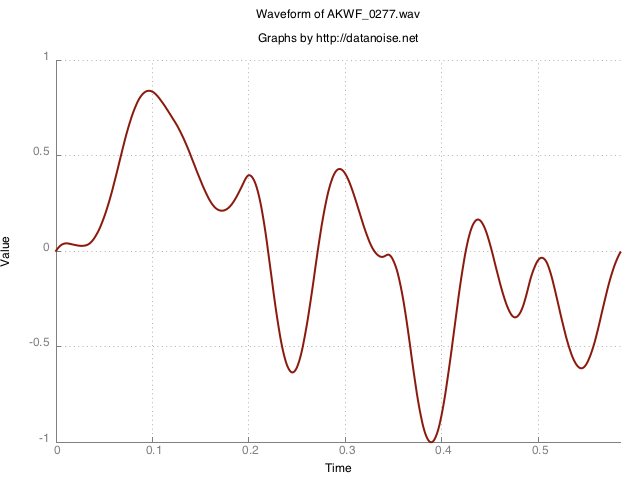 Waveform of AKWF_0277.wav
Graphs by http://datanoise.net
1
0.5
0
-0.5
-1
Value
0 0.1 0.2 0.3 0.4 0.5
Time